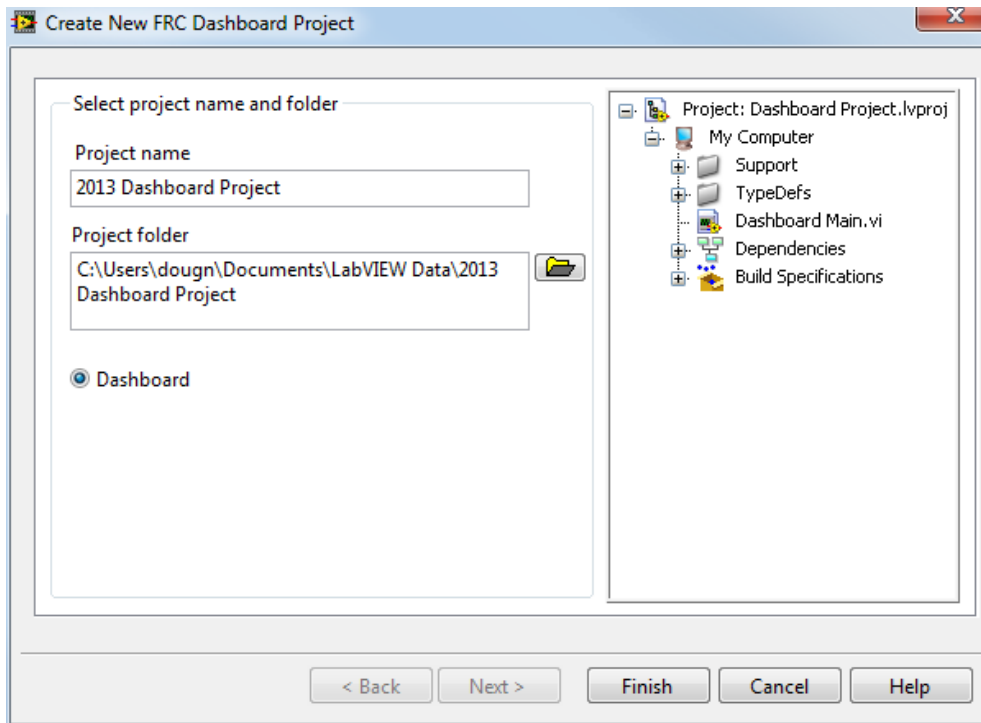 Create New FRC Dashboard Project
Select project name and folder
Project name
2013 Dashboard Project
Project folder
C:\Users\dougn\Documents\LabVIEW Data\2013
Dashboard Project
Dashboard
Project: Dashboard Project.lvproj
My Computer
Support
TypeDefs
Dashboard Main.vi
Dependencies
Build Specifications
< Back
Next >
Finish
Cancel
Help